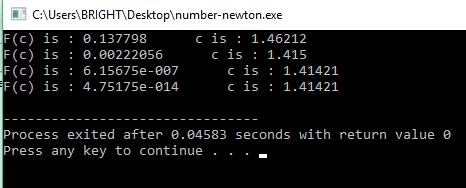 C:\Users\BRIGHT\Desktop\number-newton.exe
F(c) is : 0.137798      c is : 1.46212
F(c) is : 0.00222056      c is : 1.415
F(c) is : 6.15675e-007      c is : 1.41421
F(c) is : 4.75175e-014      c is : 1.41421
--------------------------------
Process exited after 0.04583 seconds with return value 0
Press any key to continue . . .